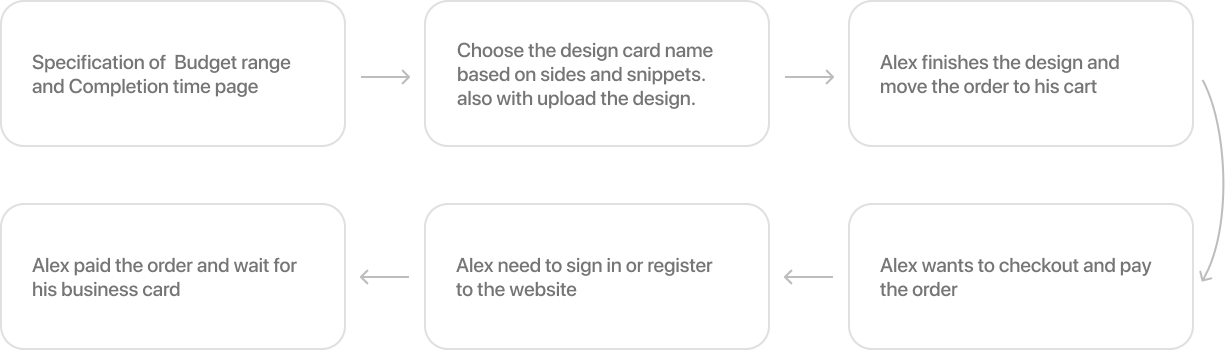 Specification of  Budget range
and Completion time page
Choose the design card name
based on sides and snippets.
also with upload the design.
Alex finishes the design and
move the order to his cart
Alex paid the order and wait for
his business card
Alex need to sign in or register
to the website
Alex wants to checkout and pay
the order